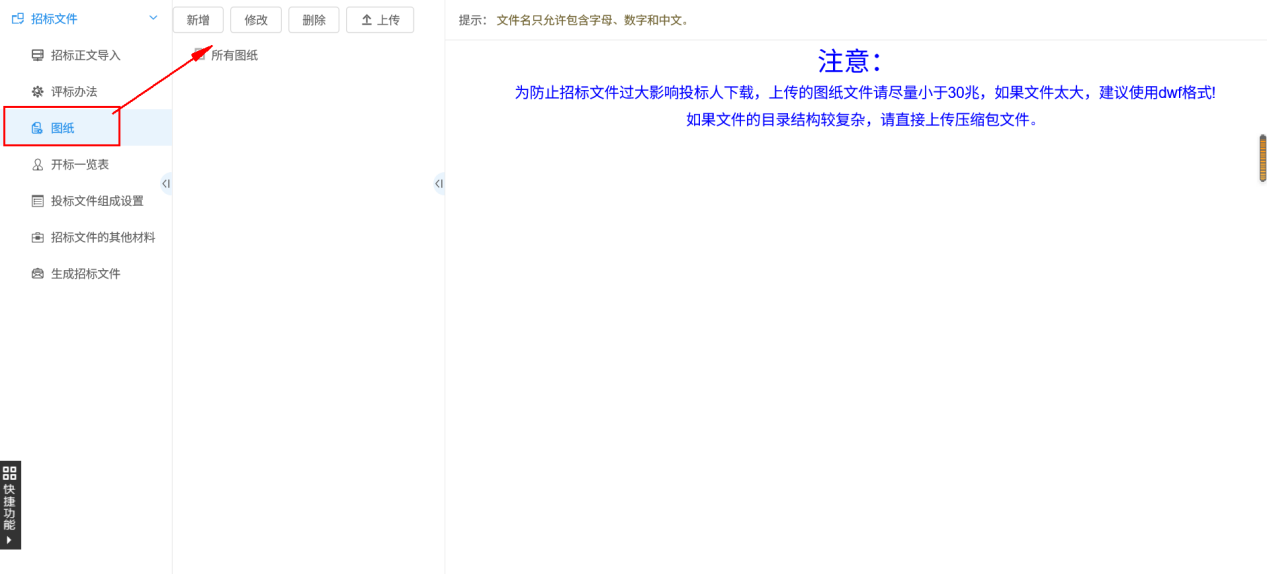 招标文件
招标正文导入
评标办法
图纸
开标一览表
投标文件组成设置
招标文件的其他材料
生成招标文件
快捷功能
新增 修改 删除 上传
所有图纸
提示: 文件名只允许包含字母、数字和中文。
注意：
为防止招标文件过大影响投标人下载，上传的图纸文件请尽量小于30兆，如果文件太大，建议使用dwf格式!
如果文件的目录结构较复杂，请直接上传压缩包文件。